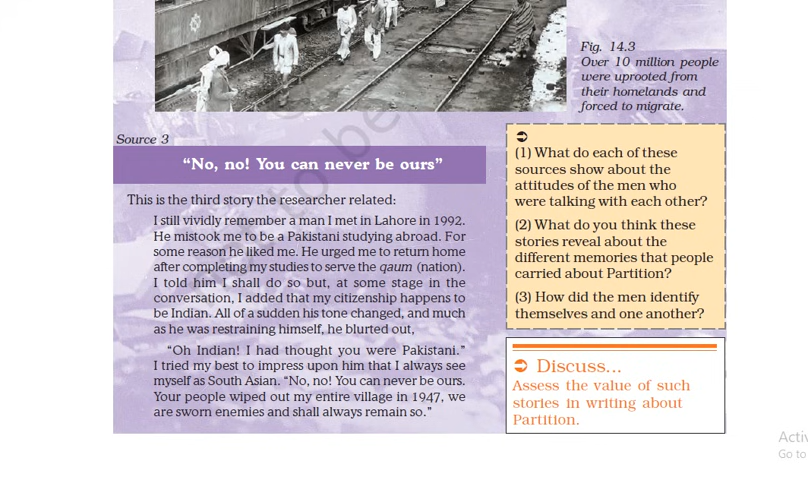 Fig. 14.3
Over 10 million people
were uprooted from
their homelands and
forced to migrate.
Source 3
“No, no! You can never be ours”
This is the third story the researcher related:
I still vividly remember a man I met in Lahore in 1992.
He mistook me to be a Pakistani studying abroad. For
some reason he liked me. He urged me to return home
after completing my studies to serve the qaum (nation).
I told him I shall do so but, at some stage in the
conversation, I added that my citizenship happens to
be Indian. All of a sudden his tone changed, and much
as he was restraining himself, he blurted out,
“Oh Indian! I had thought you were Pakistani.”
I tried my best to impress upon him that I always see
myself as South Asian. “No, no! You can never be ours.
Your people wiped out my entire village in 1947, we
are sworn enemies and shall always remain so.”
(1) What do each of these
sources show about the
attitudes of the men who
were talking with each other?
(2) What do you think these
stories reveal about the
different memories that people
carried about Partition?
(3) How did the men identify
themselves and one another?
Discuss...
Assess the value of such
stories in writing about
Partition.
to be
Go to